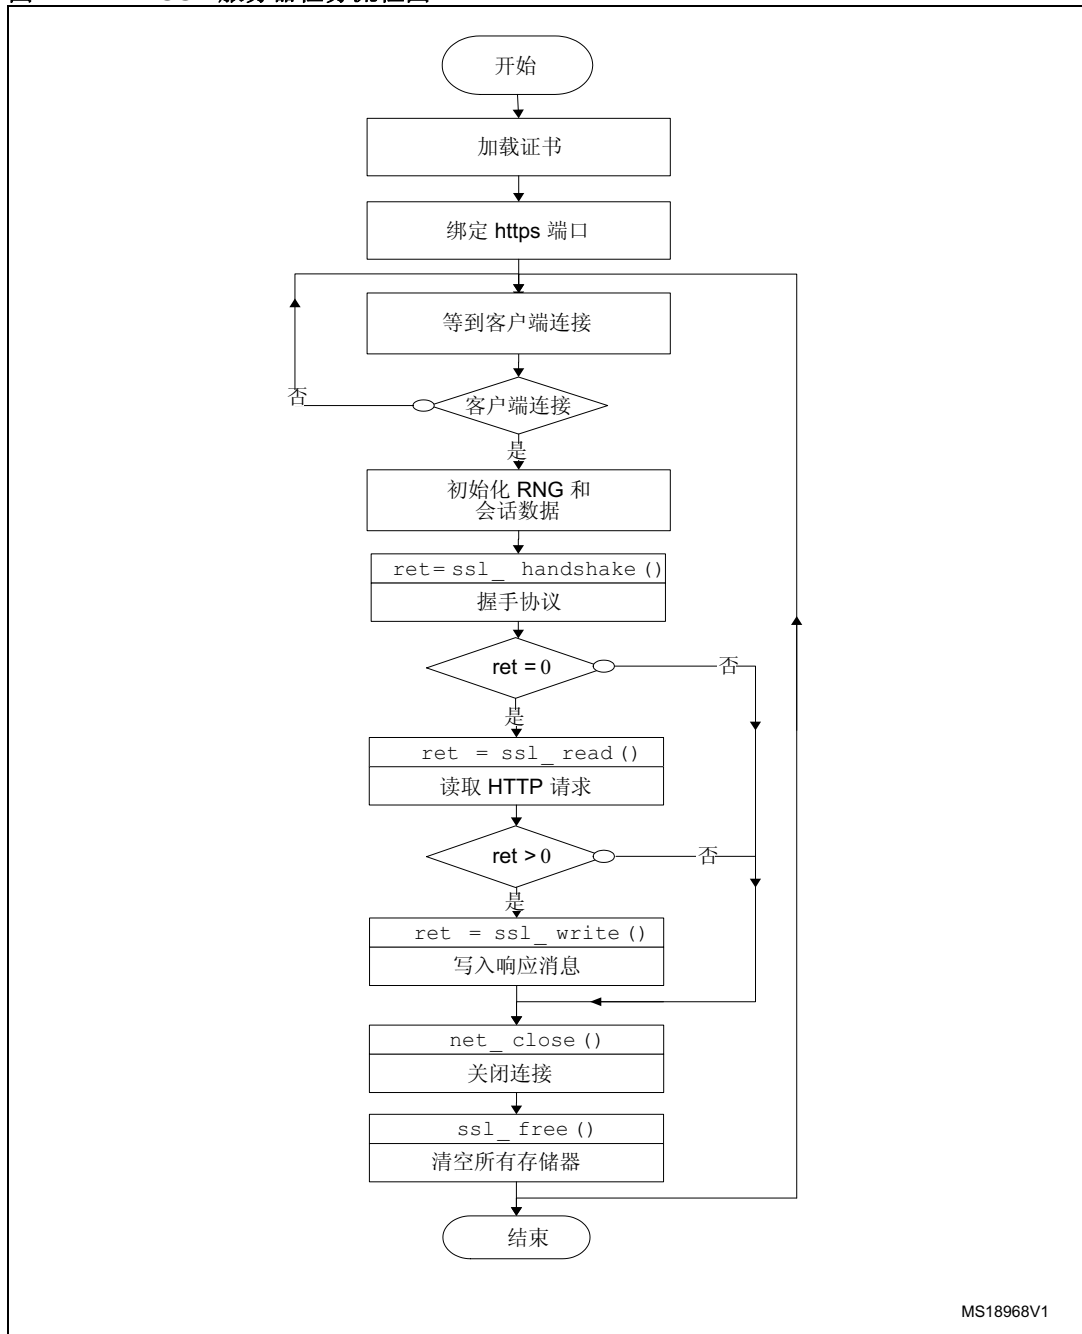 开始
加载证书
绑定 https 端口
等到客户端连接
否
客户端连接
是
初始化 RNG 和
会话数据
ret= ssl_ handshake ()
握手协议
ret = 0
否
是
ret = ssl_ read ()
读取 HTTP 请求
ret > 0
否
是
ret = ssl_ write ()
写入响应消息
net_ close ()
关闭连接
ssl_ free ()
清空所有存储器
结束
MS18968V1